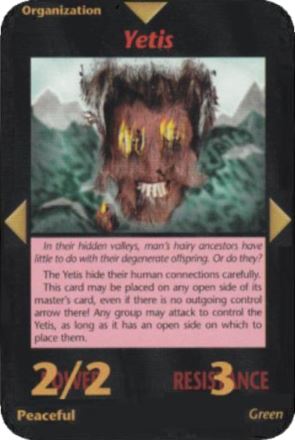 Organization
Yetis
In their hidden valleys, man's hairy ancestors have
little to do with their degenerate offspring. Or do they?
The Yetis hide their human connections carefully.
This card may be placed on any open side of its
master's card, even if there is no outgoing control
arrow there! Any group may attack to control the
Yetis, as long as it has an open side on which to
place them.
POWER RESISTANCE
2/2 3
Peaceful Green